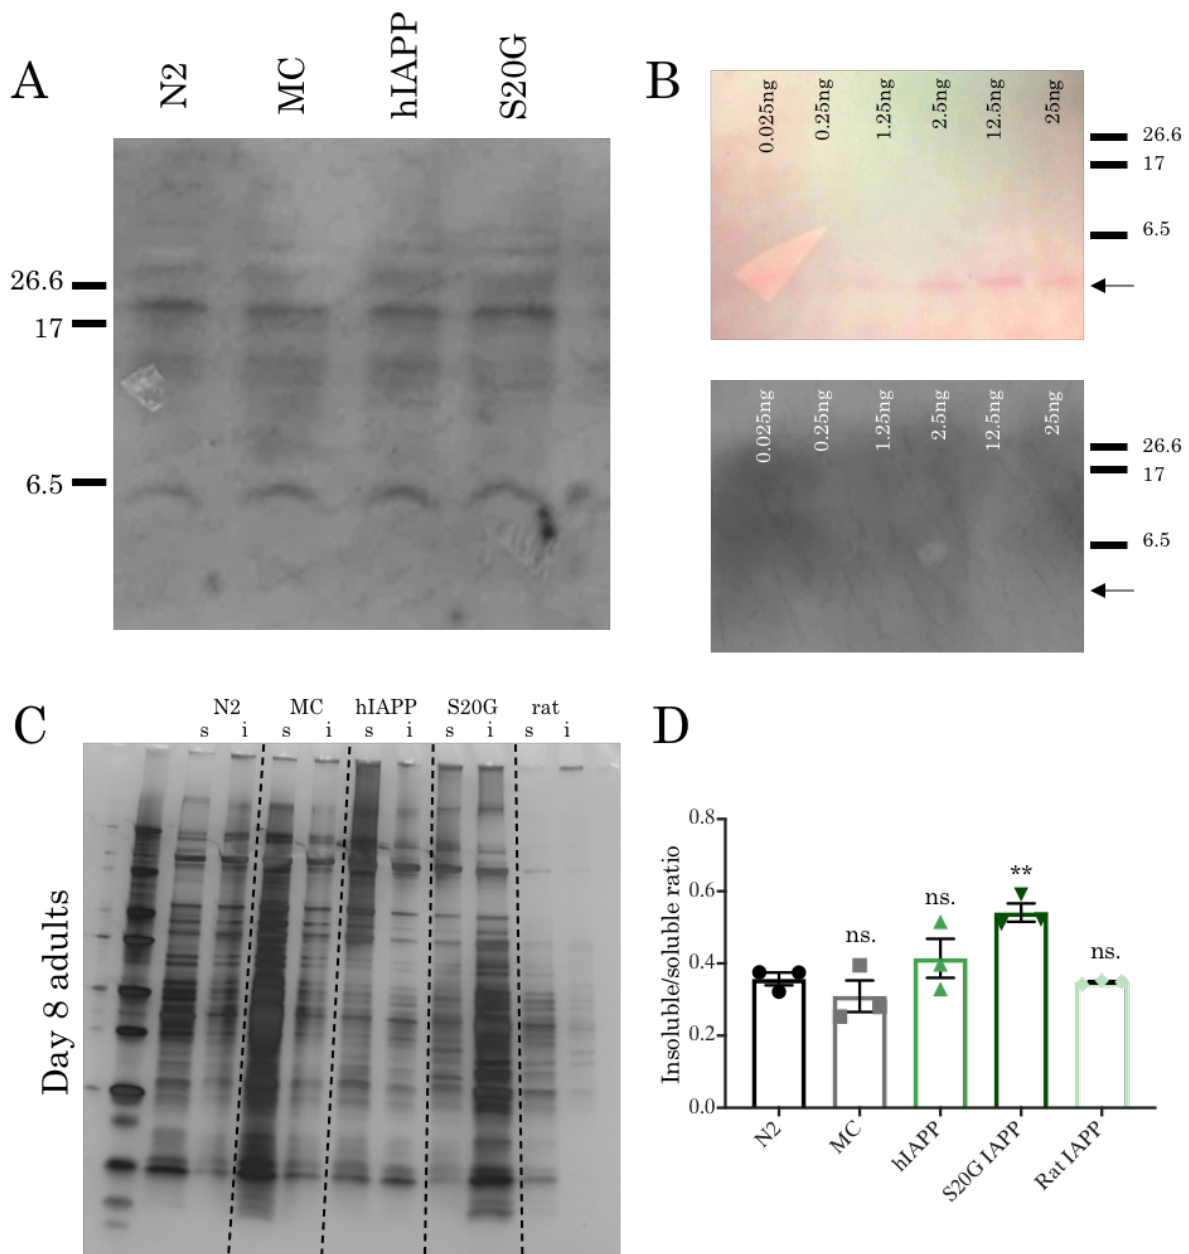 A
N2
MC
hIAPP
S20G
26.6
17
6.5
B
0.025ng
0.25ng
1.25ng
2.5ng
12.5ng
25ng
26.6
17
6.5
0.025ng
0.25ng
1.25ng
2.5ng
12.5ng
25ng
26.6
17
6.5
C
N2 MC hIAPP S20G rat
s i s i s i s i s i
Day 8 adults
D
Insoluble/soluble ratio
0.8
0.6
0.4
0.2
0.0
ns.
ns.
**
ns.
N2
MC
hIAPP
S20G IAPP
Rat IAPP